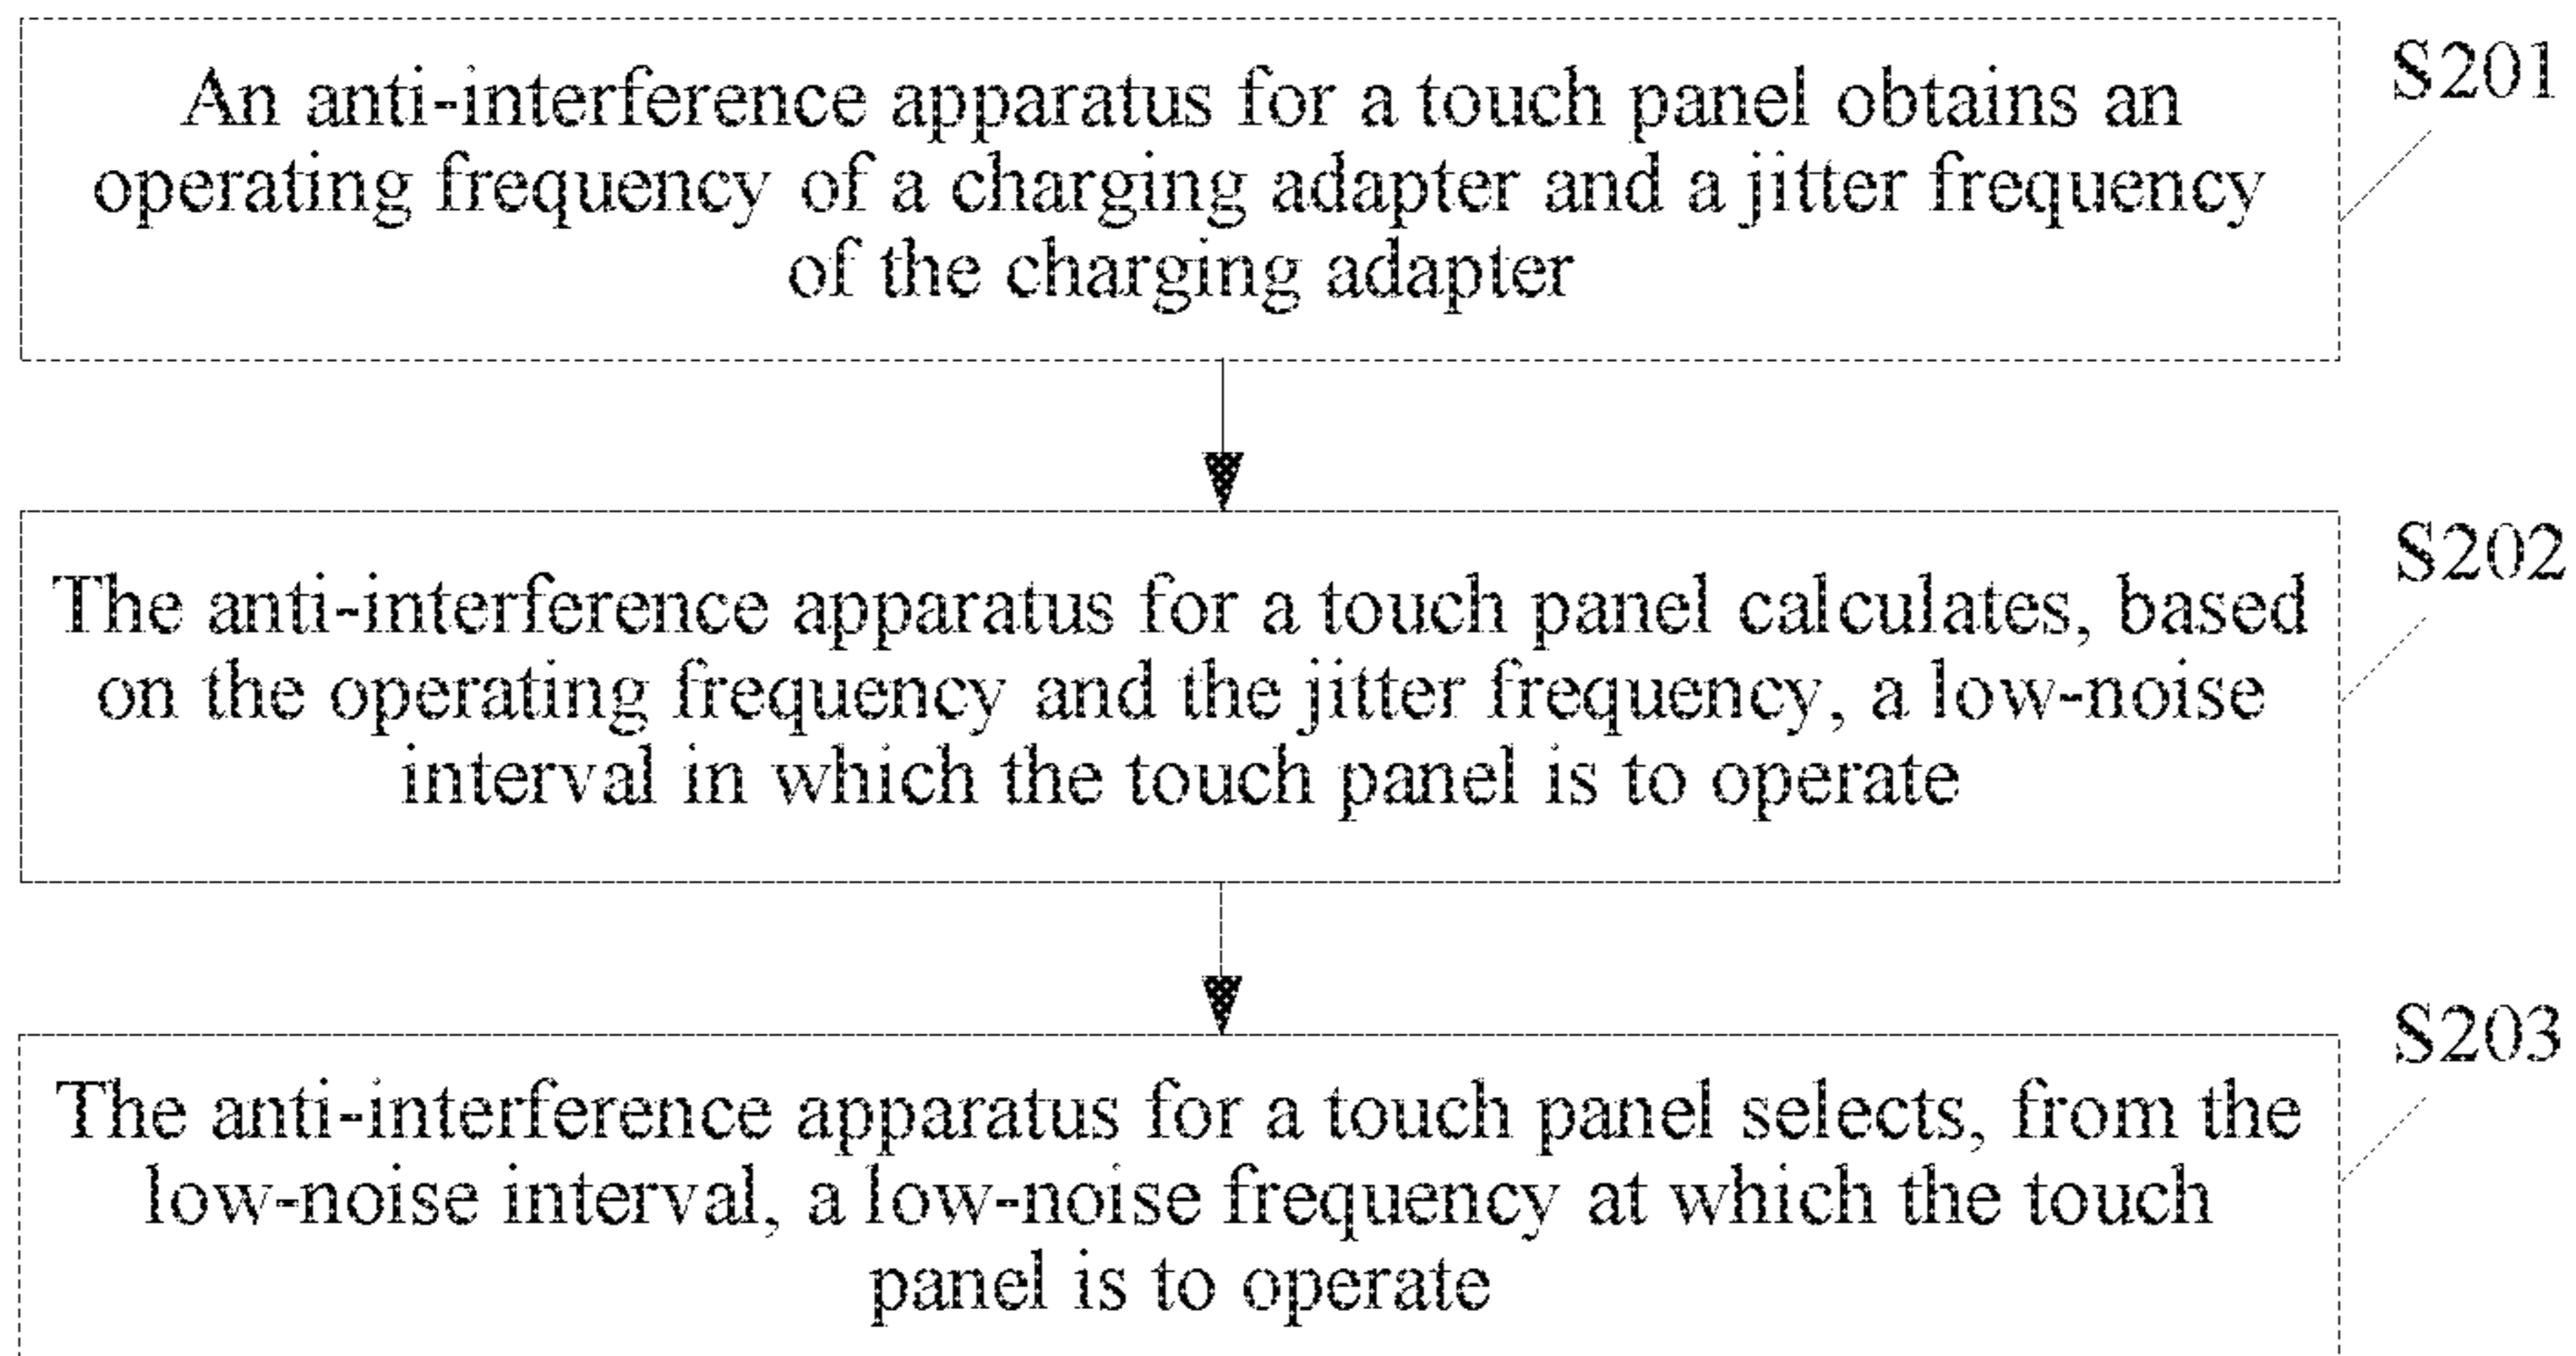 An anti-interference apparatus for a touch panel obtains an
operating frequency of a charging adapter and a jitter frequency
of the charging adapter
S201
The anti-interference apparatus for a touch panel calculates, based
on the operating frequency and the jitter frequency, a low-noise
interval in which the touch panel is to operate
S202
The anti-interference apparatus for a touch panel selects, from the
low-noise interval, a low-noise frequency at which the touch
panel is to operate
S203